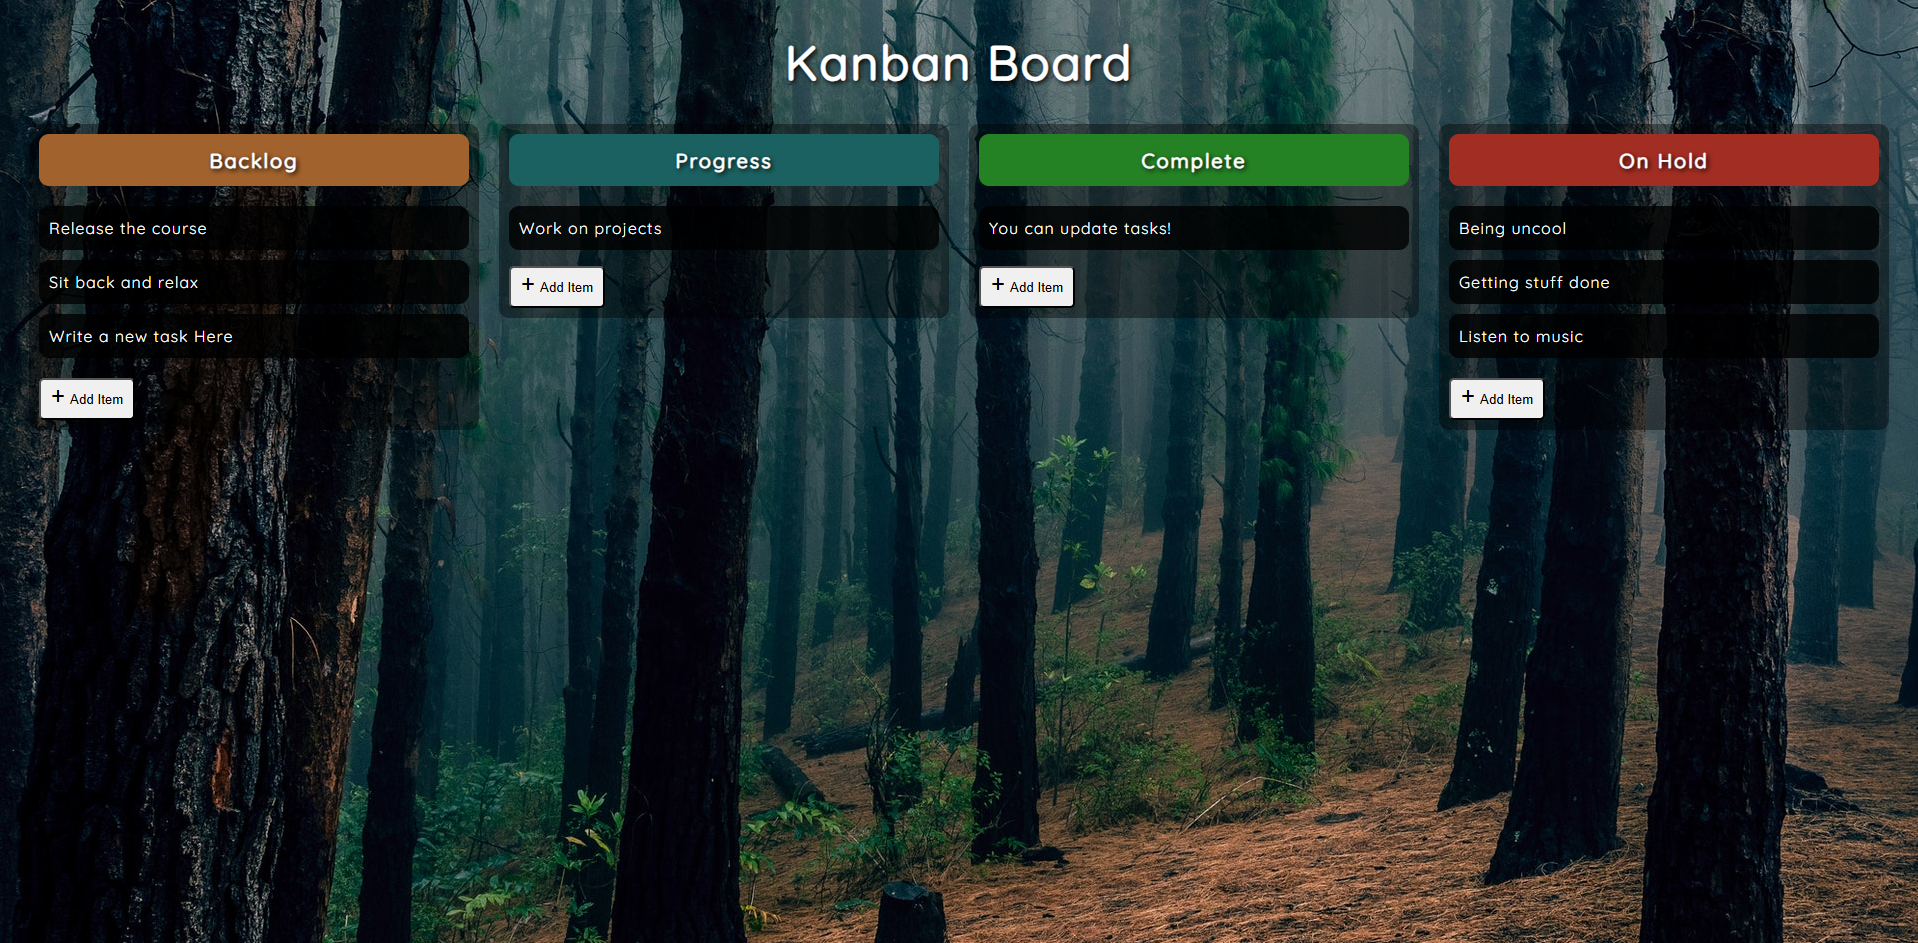 Kanban Board
Backlog
Release the course
Sit back and relax
Write a new task Here
+ Add Item
Progress
Work on projects
+ Add Item
Complete
You can update tasks!
+ Add Item
On Hold
Being uncool
Getting stuff done
Listen to music
+ Add Item